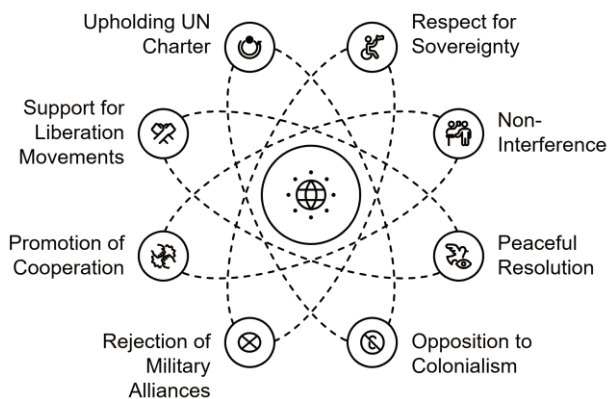 Upholding UN
Charter
Respect for
Sovereignty
Support for
Liberation
Movements
Non-
Interference
Promotion of
Cooperation
Peaceful
Resolution
Rejection of
Military
Alliances
Opposition to
Colonialism